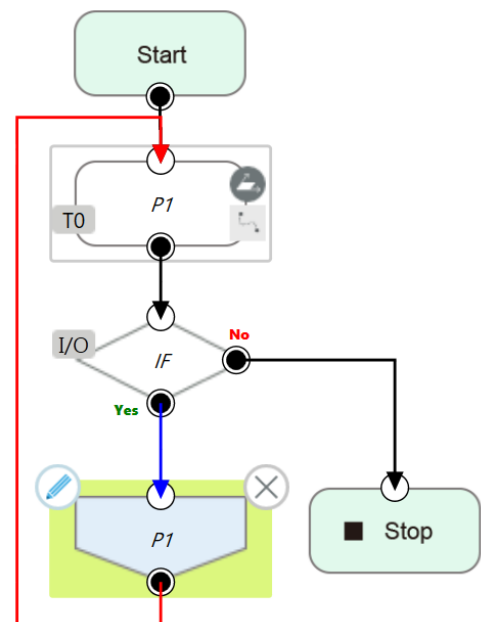 Start
P1
T0
No
I/O
IF
Yes
P1
Stop